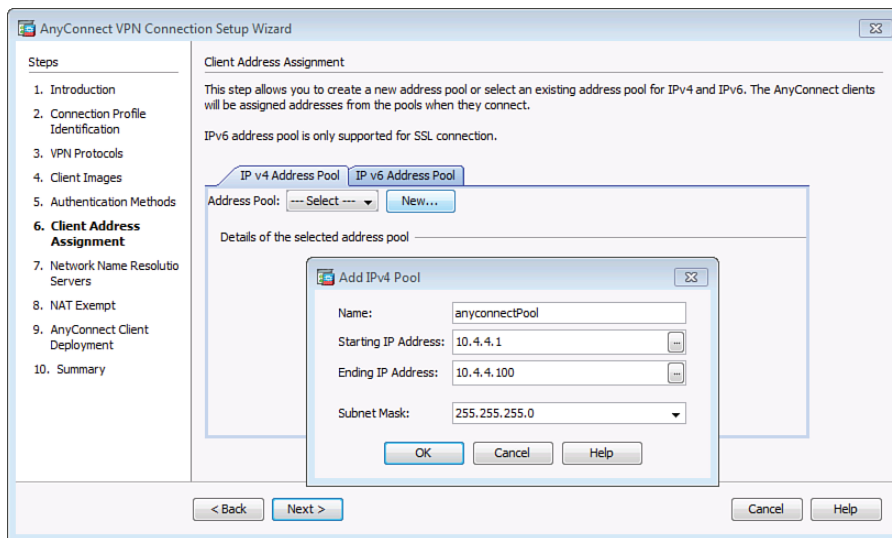 AnyConnect VPN Connection Setup Wizard
Steps
1. Introduction
2. Connection Profile
Identification
3. VPN Protocols
4. Client Images
5. Authentication Methods
6. Client Address
Assignment
7. Network Name Resolutio
Servers
8. NAT Exempt
9. AnyConnect Client
Deployment
10. Summary
Client Address Assignment
This step allows you to create a new address pool or select an existing address pool for IPv4 and IPv6. The AnyConnect clients
will be assigned addresses from the pools when they connect.
IPv6 address pool is only supported for SSL connection.
IP v4 Address Pool IP v6 Address Pool
Address Pool: --- Select --- New...
Details of the selected address pool
Add IPv4 Pool
Name: anyconnectPool
Starting IP Address: 10.4.4.1 ...
Ending IP Address: 10.4.4.100 ...
Subnet Mask: 255.255.255.0
OK Cancel Help
< Back Next > Cancel Help